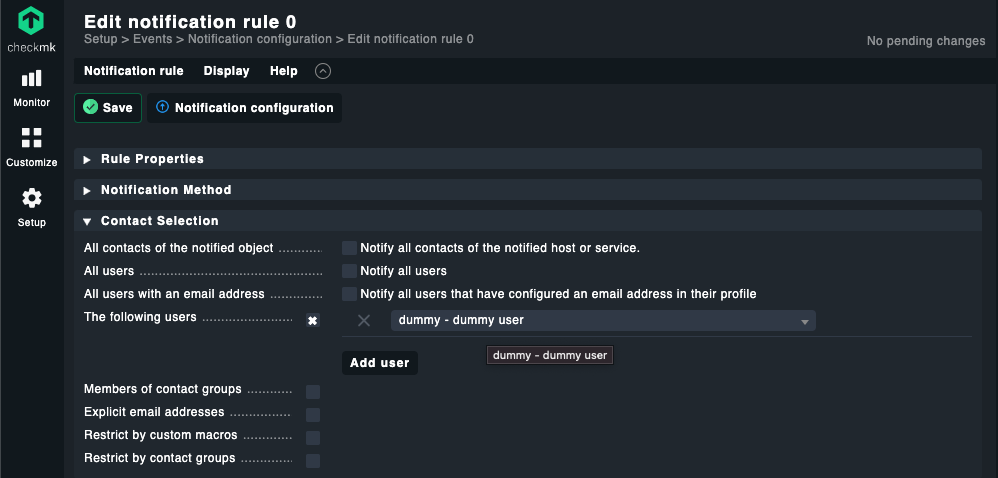 Edit notification rule 0
Setup > Events > Notification configuration > Edit notification rule 0
No pending changes
checkmk
Notification rule Display Help
Monitor
Save Notification configuration
Customize
Rule Properties
Notification Method
Setup
Contact Selection
All contacts of the notified object Notify all contacts of the notified host or service.
All users Notify all users
All users with an email address Notify all users that have configured an email address in their profile
The following users dummy - dummy user
dummy - dummy user
Add user
Members of contact groups
Explicit email addresses
Restrict by custom macros
Restrict by contact groups